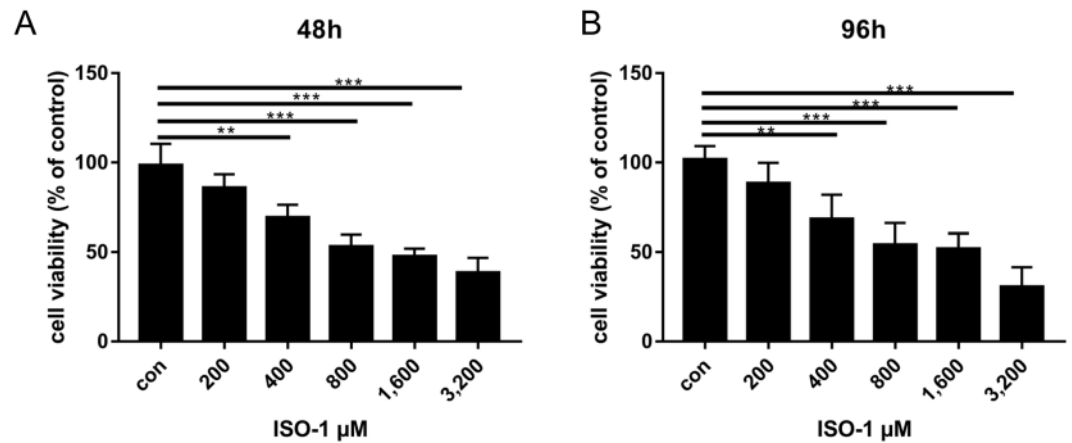 A
48h
cell viability (% of control)
150
100
50
0
***
***
***
**
con
200
400
800
1,600
3,200
ISO-1 µM
B
96h
cell viability (% of control)
150
100
50
0
***
***
***
**
con
200
400
800
1,600
3,200
ISO-1 µM